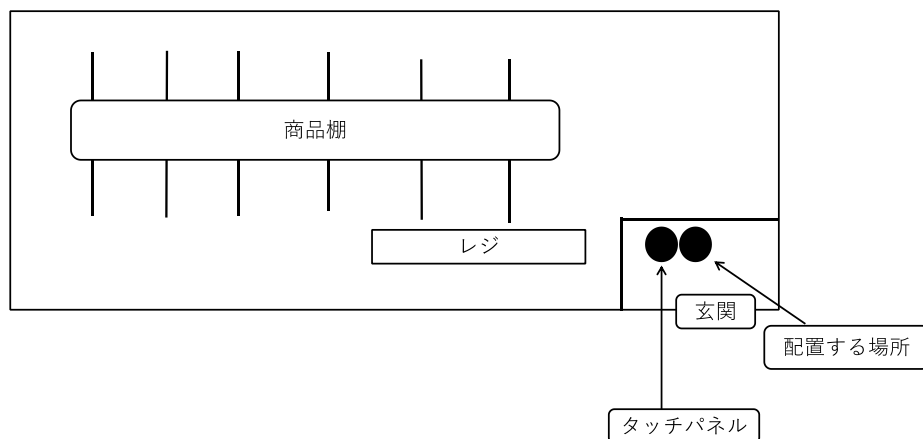 商品棚
レジ
玄関
配置する場所
タッチパネル